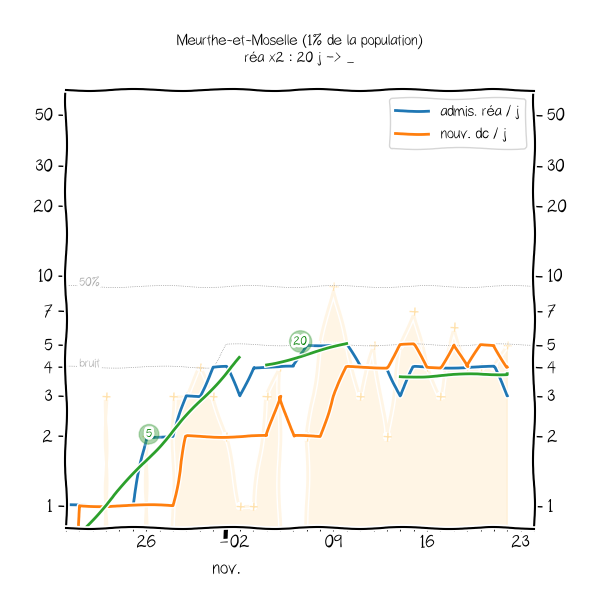 Meurthe-et-Moselle (1% de la population)
réa x2 : 20 j -> _
admis. réa / j
nouv. dc / j
50 50
30 30
20 20
10 10
50%
7 7
5 5
20
4 4
bruit
3 3
2 2
5
1 1
26 02 09 16 23
nov.